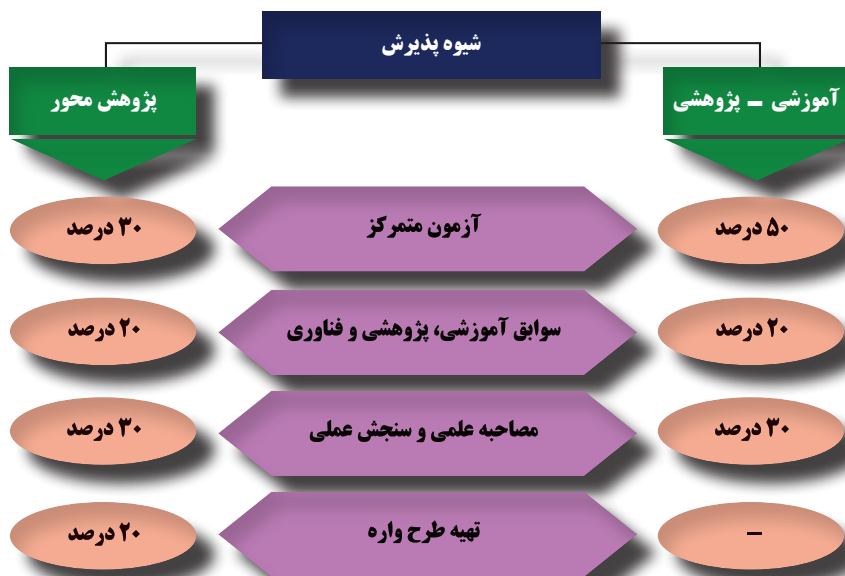 شیوه پذیرش
آموزشی - پژوهشی
پژوهش محور
۵۰ درصد
آزمون متمرکز
۳۰ درصد
۲۰ درصد
سوابق آموزشی، پژوهشی و فناوری
۲۰ درصد
۳۰ درصد
مصاحبه علمی و سنجش عملی
۳۰ درصد
-
تهیه طرح واره
۲۰ درصد